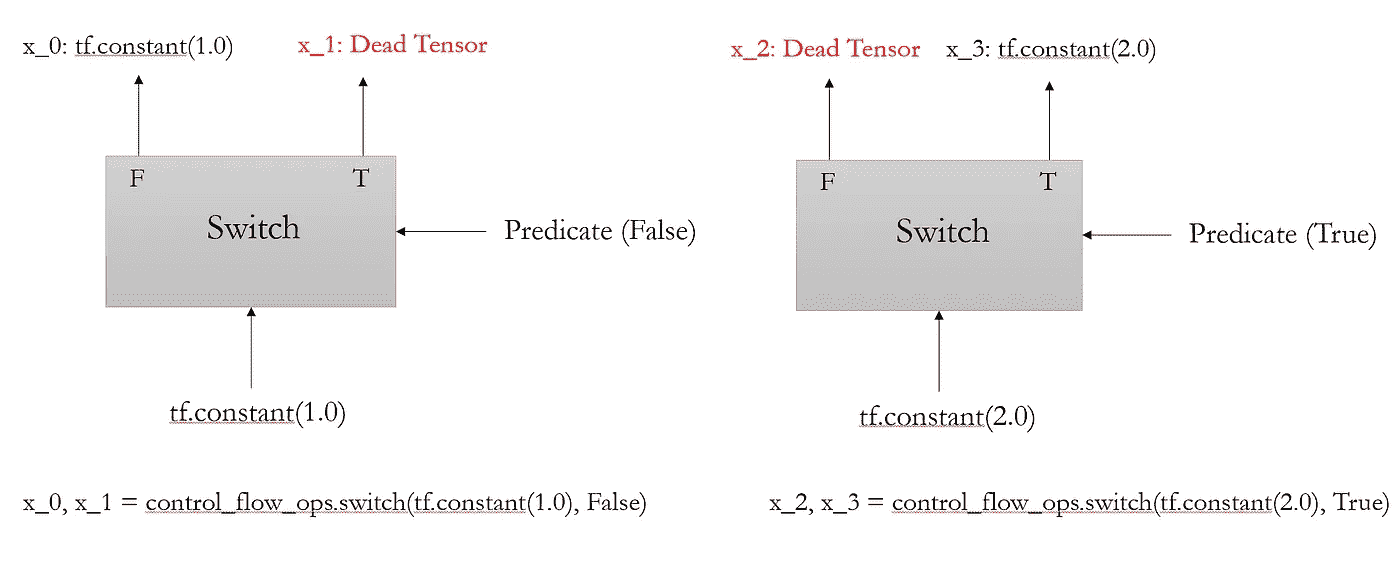 x_0: tf.constant(1.0) x_1: Dead Tensor
F T
Switch
Predicate (False)
tf.constant(1.0)
x_0, x_1 = control_flow_ops.switch(tf.constant(1.0), False)
x_2: Dead Tensor x_3: tf.constant(2.0)
F T
Switch
Predicate (True)
tf.constant(2.0)
x_2, x_3 = control_flow_ops.switch(tf.constant(2.0), True)